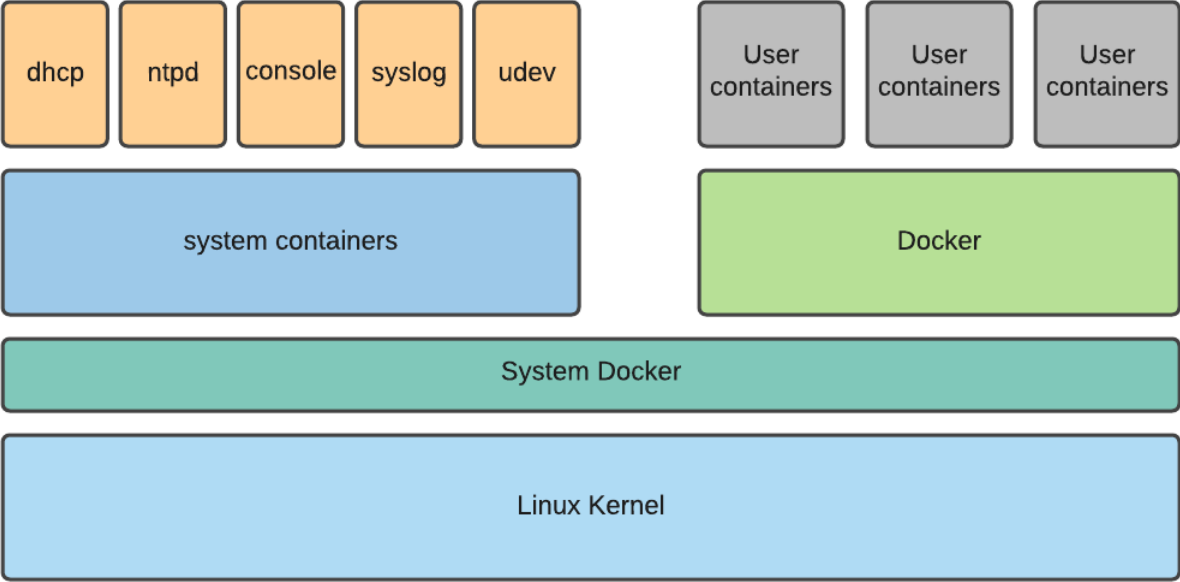 dhcp
ntpd
console
syslog
udev
User
containers
User
containers
User
containers
system containers
Docker
System Docker
Linux Kernel